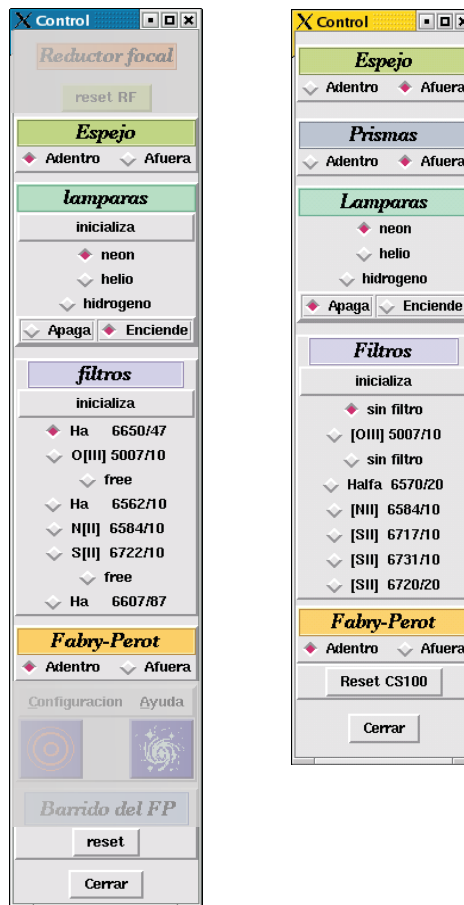 Control
Reductor focal
reset RF
Espejo
Adentro Afuera
lamparas
inicializa
neon
helio
hidrogeno
Apaga Enciende
filtros
inicializa
Ha 6650/47
O[III] 5007/10
free
Ha 6562/10
N[II] 6584/10
S[II] 6722/10
free
Ha 6607/87
Fabry-Perot
Adentro Afuera
Configuracion Ayuda
Barrido del FP
reset
Cerrar
Control
Espejo
Adentro Afuera
Prismas
Adentro Afuera
Lamparas
neon
helio
hidrogeno
Apaga Enciende
Filtros
inicializa
sin filtro
[OIII] 5007/10
sin filtro
Halfa 6570/20
[NII] 6584/10
[SII] 6717/10
[SII] 6731/10
[SII] 6720/20
Fabry-Perot
Adentro Afuera
Reset CS100
Cerrar